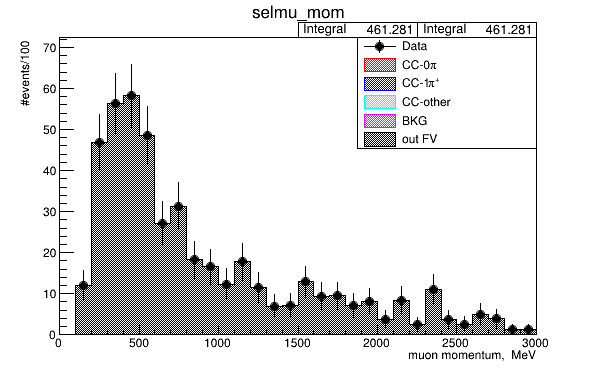 selmu_mom
Integral 461.281 Integral 461.281
Data
CC-0π
CC-1π⁺
CC-other
BKG
out FV
#events/100
70
60
50
40
30
20
10
0
0 500 1000 1500 2000 2500 3000
muon momentum, MeV